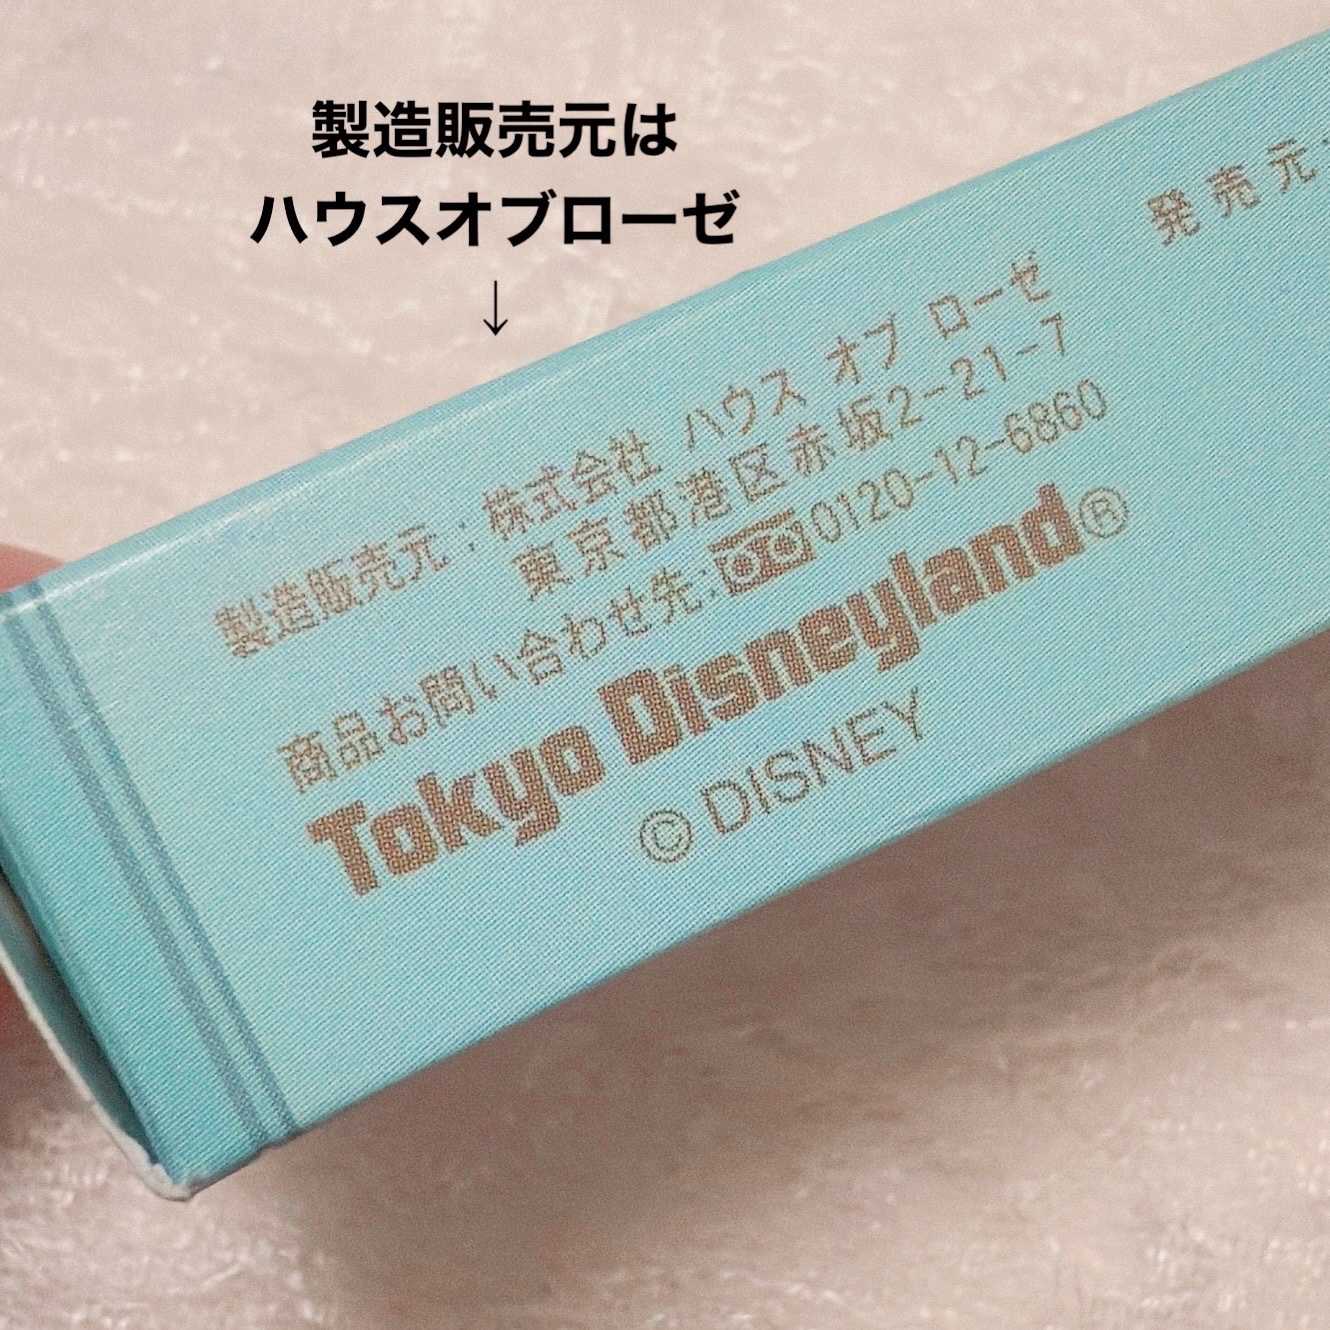 製造販売元は
ハウスオブローゼ
↓
発売元:
製造販売元:株式会社 ハウス オブ ローゼ
東京都港区赤坂2-21-7
商品お問い合わせ先:0120-12-6860
Tokyo Disneyland®
© DISNEY